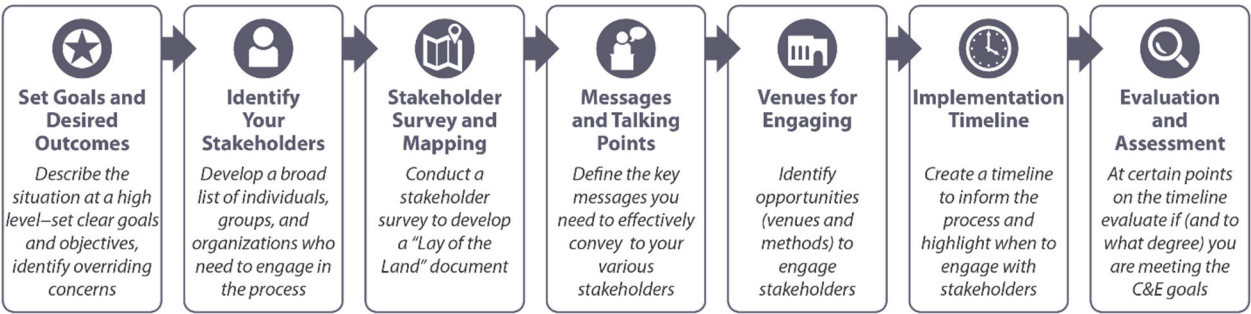 Set Goals and
Desired
Outcomes
Describe the
situation at a high
level–set clear goals
and objectives,
identify overriding
concerns
Identify
Your
Stakeholders
Develop a broad
list of individuals,
groups, and
organizations who
need to engage in
the process
Stakeholder
Survey and
Mapping
Conduct a
stakeholder
survey to develop
a "Lay of the
Land" document
Messages
and Talking
Points
Define the key
messages you
need to effectively
convey to your
various
stakeholders
Venues for
Engaging
Identify
opportunities
(venues and
methods) to
engage
stakeholders
Implementation
Timeline
Create a timeline
to inform the
process and
highlight when to
engage with
stakeholders
Evaluation
and
Assessment
At certain points
on the timeline
evaluate if (and to
what degree) you
are meeting the
C&E goals